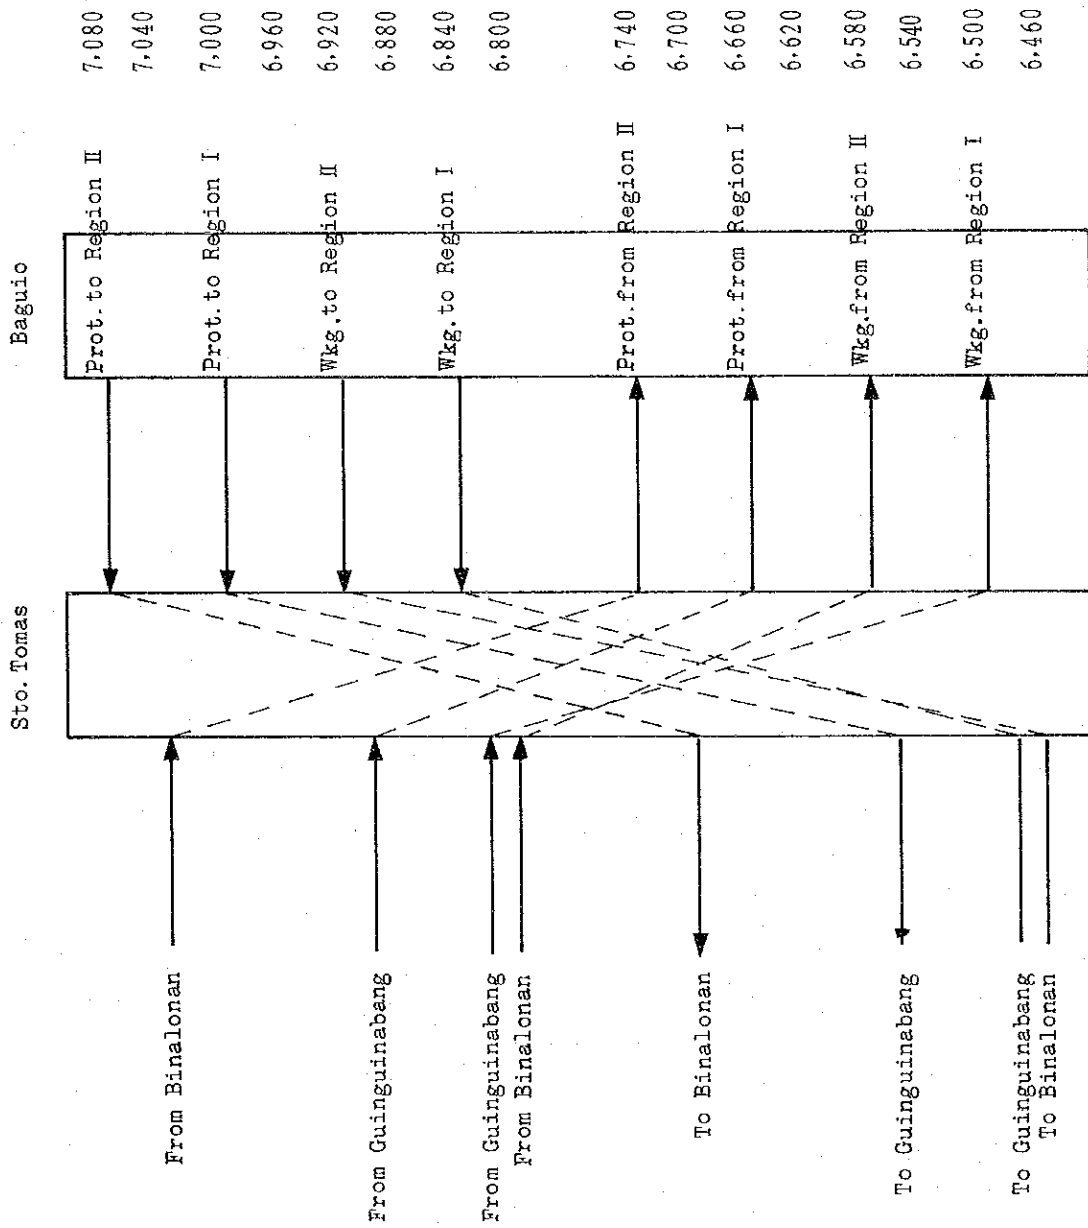 Baguio
Sto. Tomas
Prot.to Region II
Prot.to Region I
Wkg.to Region II
Wkg.to Region I
Prot.from Region II
Prot.from Region I
Wkg.from Region II
Wkg.from Region I
7,080
7,040
7,000
6,960
6,920
6,880
6,840
6,800
6,740
6,700
6,660
6,620
6,580
6,540
6,500
6,460
From Binalonan
From Guinguinabang
From Guinguinabang
From Binalonan
To Binalonan
To Guinguinabang
To Guinguinabang
To Binalonan